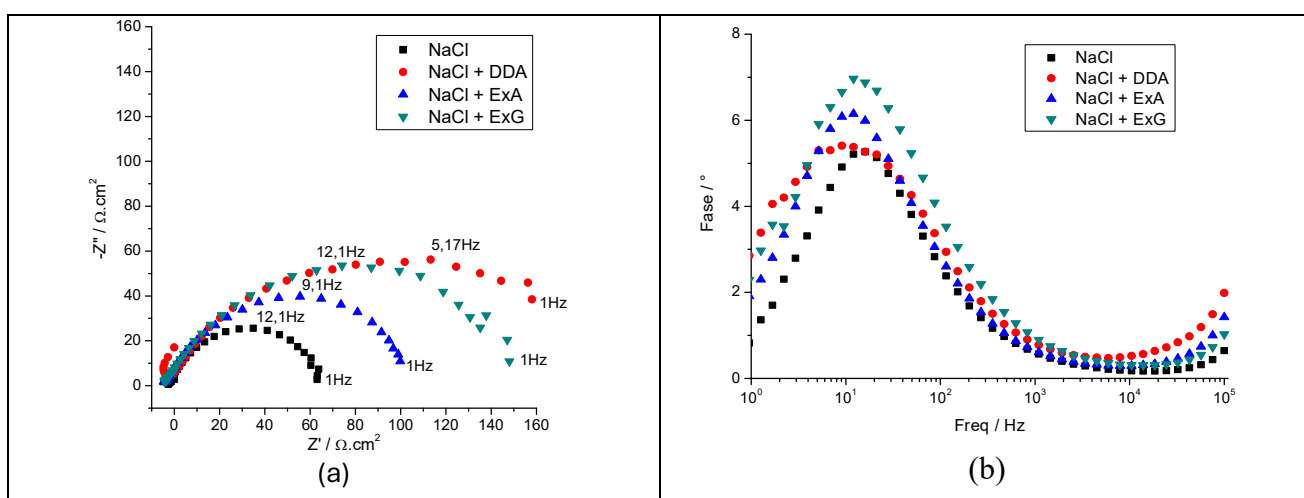 160
140
120
100
80
60
40
20
0
-Z" / Ω.cm²
NaCl
NaCl + DDA
NaCl + ExA
NaCl + ExG
12,1Hz
5,17Hz
9,1Hz
12,1Hz
1Hz
1Hz
1Hz
1Hz
0 20 40 60 80 100 120 140 160
Z' / Ω.cm²
(a)
8
6
4
2
0
Fase / °
NaCl
NaCl + DDA
NaCl + ExA
NaCl + ExG
10⁰ 10¹ 10² 10³ 10⁴ 10⁵
Freq / Hz
(b)